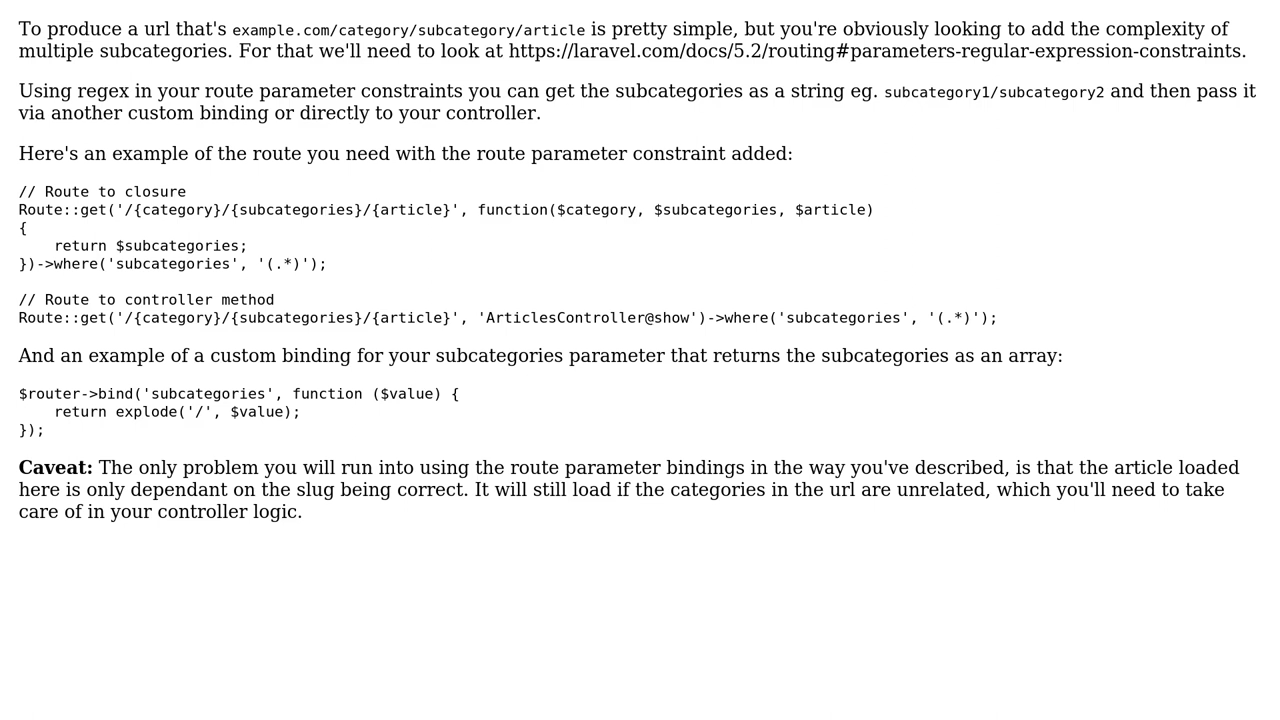 To produce a url that's example.com/category/subcategory/article is pretty simple, but you're obviously looking to add the complexity of
multiple subcategories. For that we'll need to look at https://laravel.com/docs/5.2/routing#parameters-regular-expression-constraints.
Using regex in your route parameter constraints you can get the subcategories as a string eg. subcategory1/subcategory2 and then pass it
via another custom binding or directly to your controller.
Here's an example of the route you need with the route parameter constraint added:
// Route to closure
Route::get('/{category}/{subcategories}/{article}', function($category, $subcategories, $article)
{
    return $subcategories;
})->where('subcategories', '(.*)');
// Route to controller method
Route::get('/{category}/{subcategories}/{article}', 'ArticlesController@show')->where('subcategories', '(.*)');
And an example of a custom binding for your subcategories parameter that returns the subcategories as an array:
$router->bind('subcategories', function ($value) {
    return explode('/', $value);
});
Caveat: The only problem you will run into using the route parameter bindings in the way you've described, is that the article loaded
here is only dependant on the slug being correct. It will still load if the categories in the url are unrelated, which you'll need to take
care of in your controller logic.